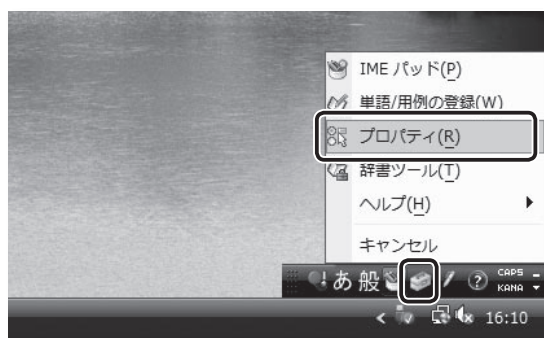 IME パッド(P)
単語/用例の登録(W)
プロパティ(R)
辞書ツール(T)
ヘルプ(H)
キャンセル
あ 般 ? CAPS
KANA
< 16:10